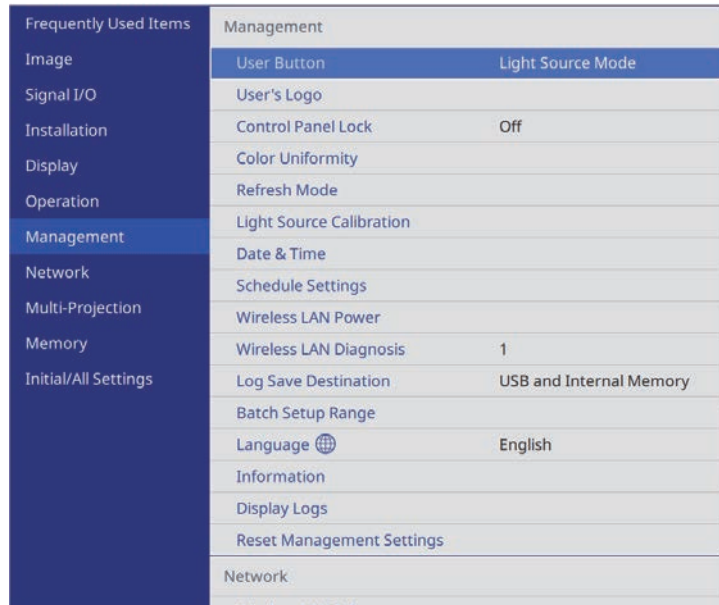 Frequently Used Items
Image
Signal I/O
Installation
Display
Operation
Management
Network
Multi-Projection
Memory
Initial/All Settings
Management
User Button Light Source Mode
User's Logo
Control Panel Lock Off
Color Uniformity
Refresh Mode
Light Source Calibration
Date & Time
Schedule Settings
Wireless LAN Power
Wireless LAN Diagnosis 1
Log Save Destination USB and Internal Memory
Batch Setup Range
Language English
Information
Display Logs
Reset Management Settings
Network